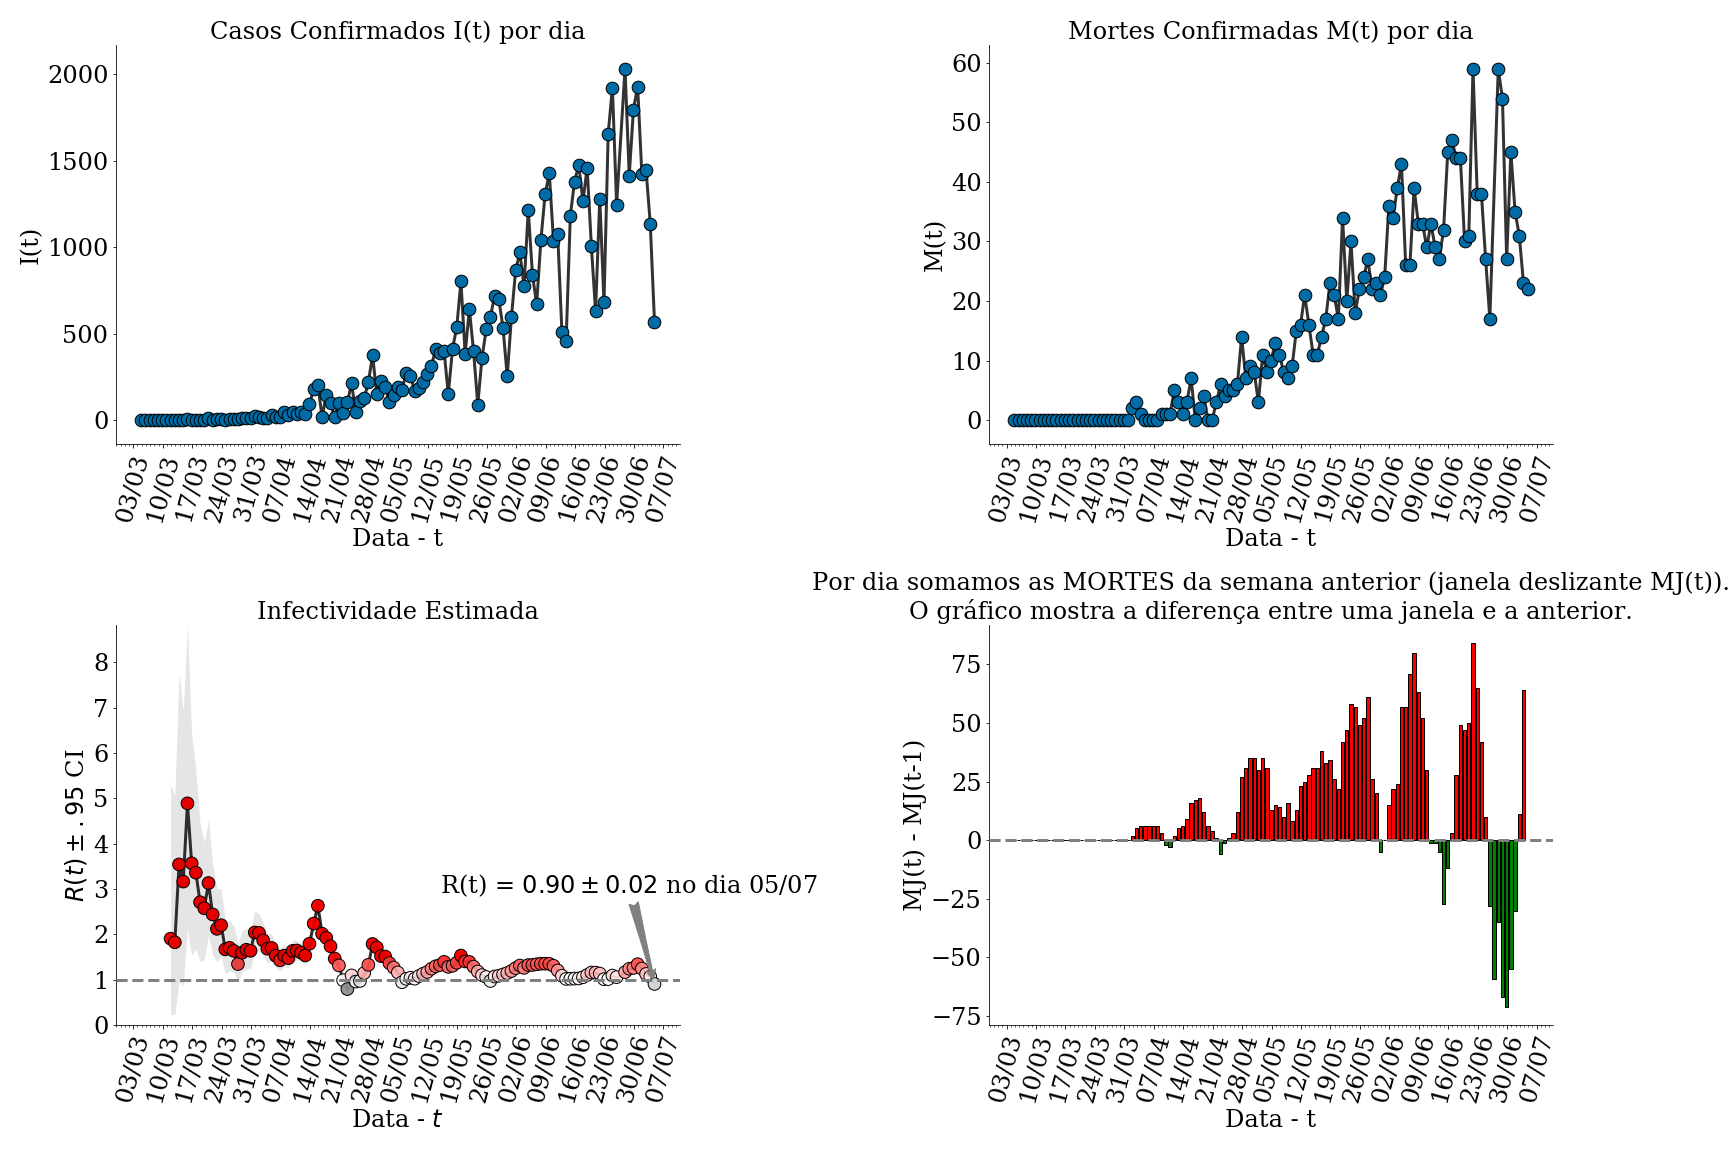 Casos Confirmados I(t) por dia
I(t)
2000
1500
1000
500
0
03/03 10/03 17/03 24/03 31/03 07/04 14/04 21/04 28/04 05/05 12/05 19/05 26/05 02/06 09/06 16/06 23/06 30/06 07/07
Data - t
Mortes Confirmadas M(t) por dia
M(t)
60
50
40
30
20
10
0
03/03 10/03 17/03 24/03 31/03 07/04 14/04 21/04 28/04 05/05 12/05 19/05 26/05 02/06 09/06 16/06 23/06 30/06 07/07
Data - t
Infectividade Estimada
R(t) ± .95 CI
8
7
6
5
4
3
2
1
0
R(t) = 0.90 ± 0.02 no dia 05/07
03/03 10/03 17/03 24/03 31/03 07/04 14/04 21/04 28/04 05/05 12/05 19/05 26/05 02/06 09/06 16/06 23/06 30/06 07/07
Data - t
Por dia somamos as MORTES da semana anterior (janela deslizante MJ(t)).
O gráfico mostra a diferença entre uma janela e a anterior.
MJ(t) - MJ(t-1)
75
50
25
0
−25
−50
−75
03/03 10/03 17/03 24/03 31/03 07/04 14/04 21/04 28/04 05/05 12/05 19/05 26/05 02/06 09/06 16/06 23/06 30/06 07/07
Data - t